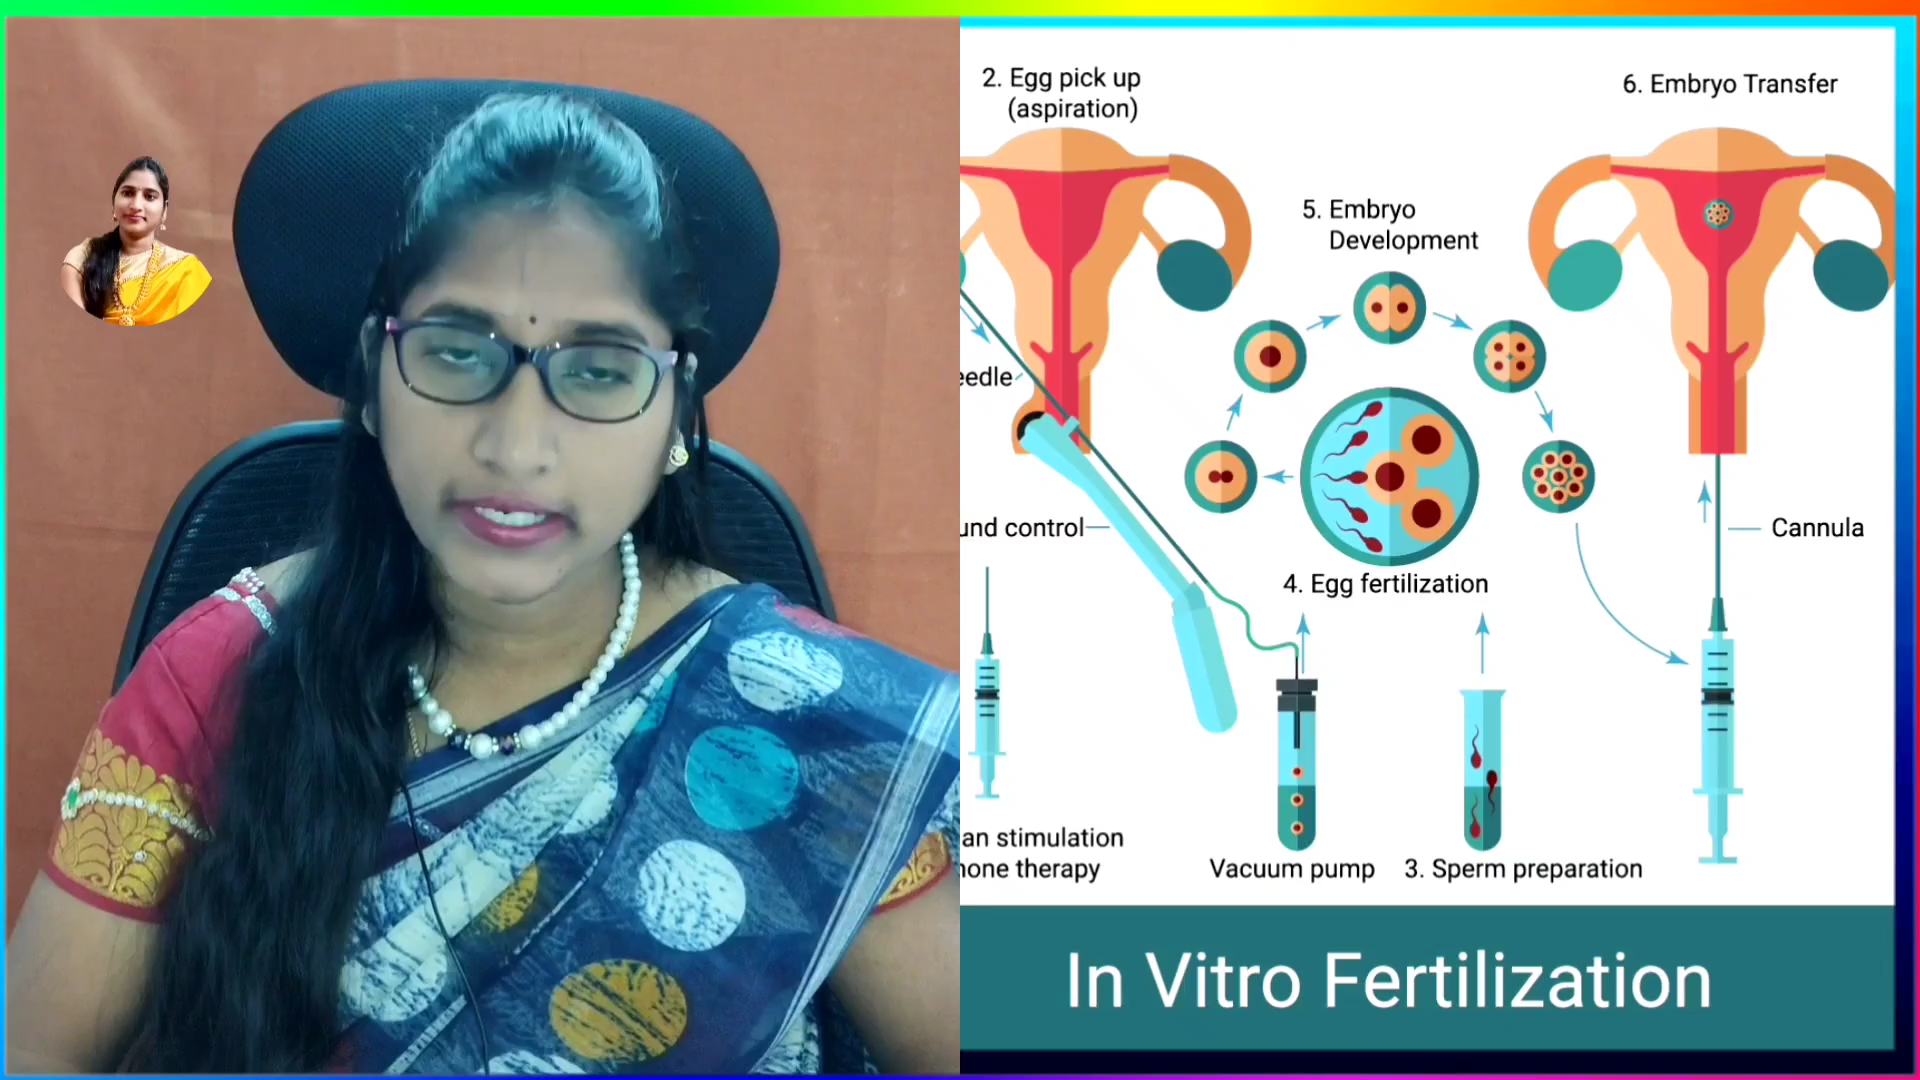 2. Egg pick up
(aspiration)
6. Embryo Transfer
5. Embryo
Development
eedle
und control
Cannula
4. Egg fertilization
an stimulation
mone therapy
Vacuum pump
3. Sperm preparation
In Vitro Fertilization